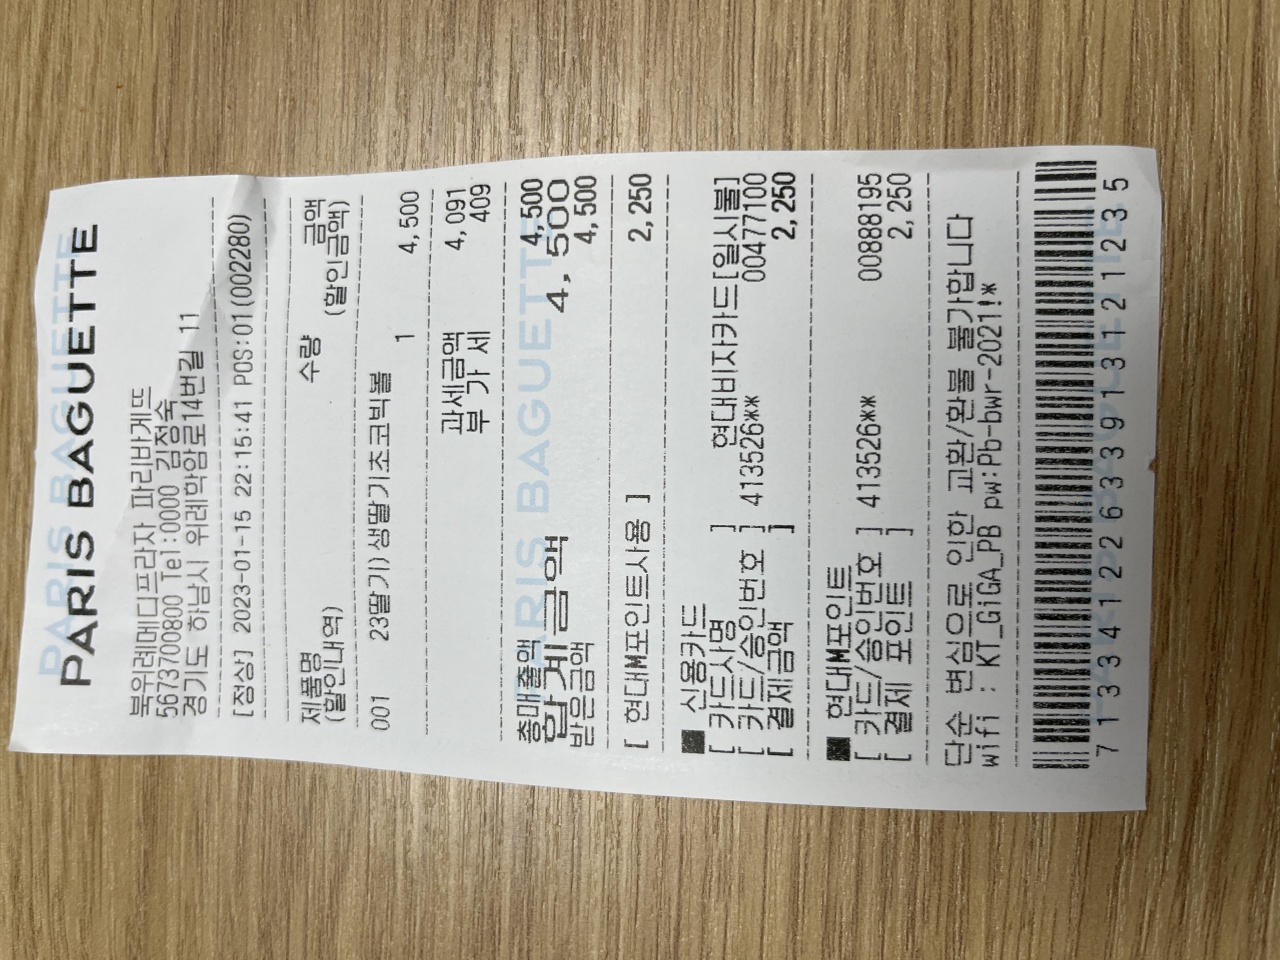 PARIS BAGUETTE
북위례메디프라자 파리바게뜨
5673700800 Tel:0000 김정숙
경기도 하남시 위례학암로14번길 11
[정상] 2023-01-15 22:15:41 POS:01(002280)
제품명 수량 금액
(할인내역) (할인금액)
001 23딸기)생딸기초코빅볼
1 4,500
과세금액 4,091
부 가 세 409
총매출액 4,500
합계금액 4,500
받은금액 4,500
[ 현대M포인트사용 ] 2,250
■ 신용카드
[ 카드사명 ] 현대비자카드[일시불]
[ 카드/승인번호 ] 413526** 00477100
[ 결제금액 ] 2,250
■ 현대M포인트
[ 카드/승인번호 ] 413526** 00888195
[ 결제 포인트 ] 2,250
단순 변심으로 인한 교환/환불 불가합니다
wifi : KT_GiGA_PB pw:Pb-bwr-2021!*
71334122633913121235